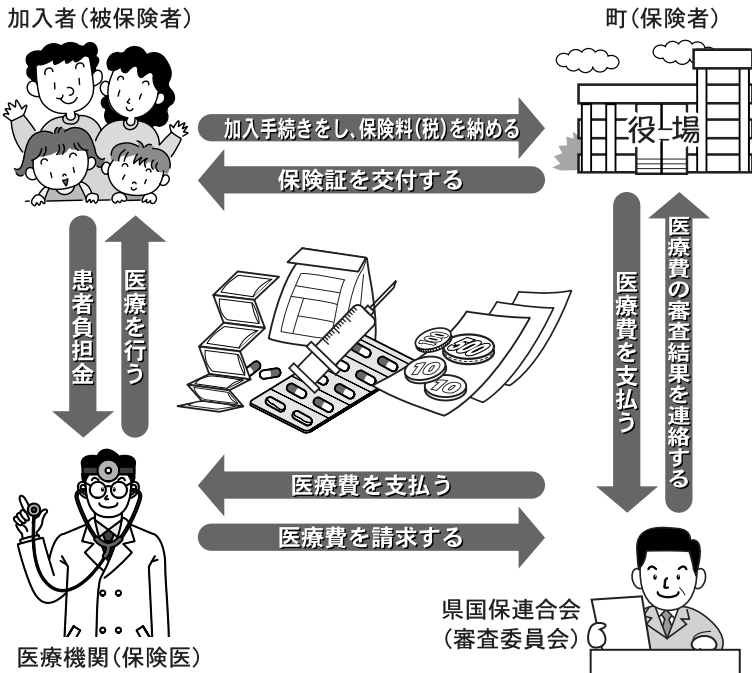 加入者(被保険者)
町(保険者)
役場
加入手続きをし、保険料(税)を納める
保険証を交付する
患者負担金
医療を行う
医療費を支払う
医療費の審査結果を連絡する
100
500
10
10
医療費を支払う
医療費を請求する
県国保連合会
(審査委員会)
医療機関(保険医)